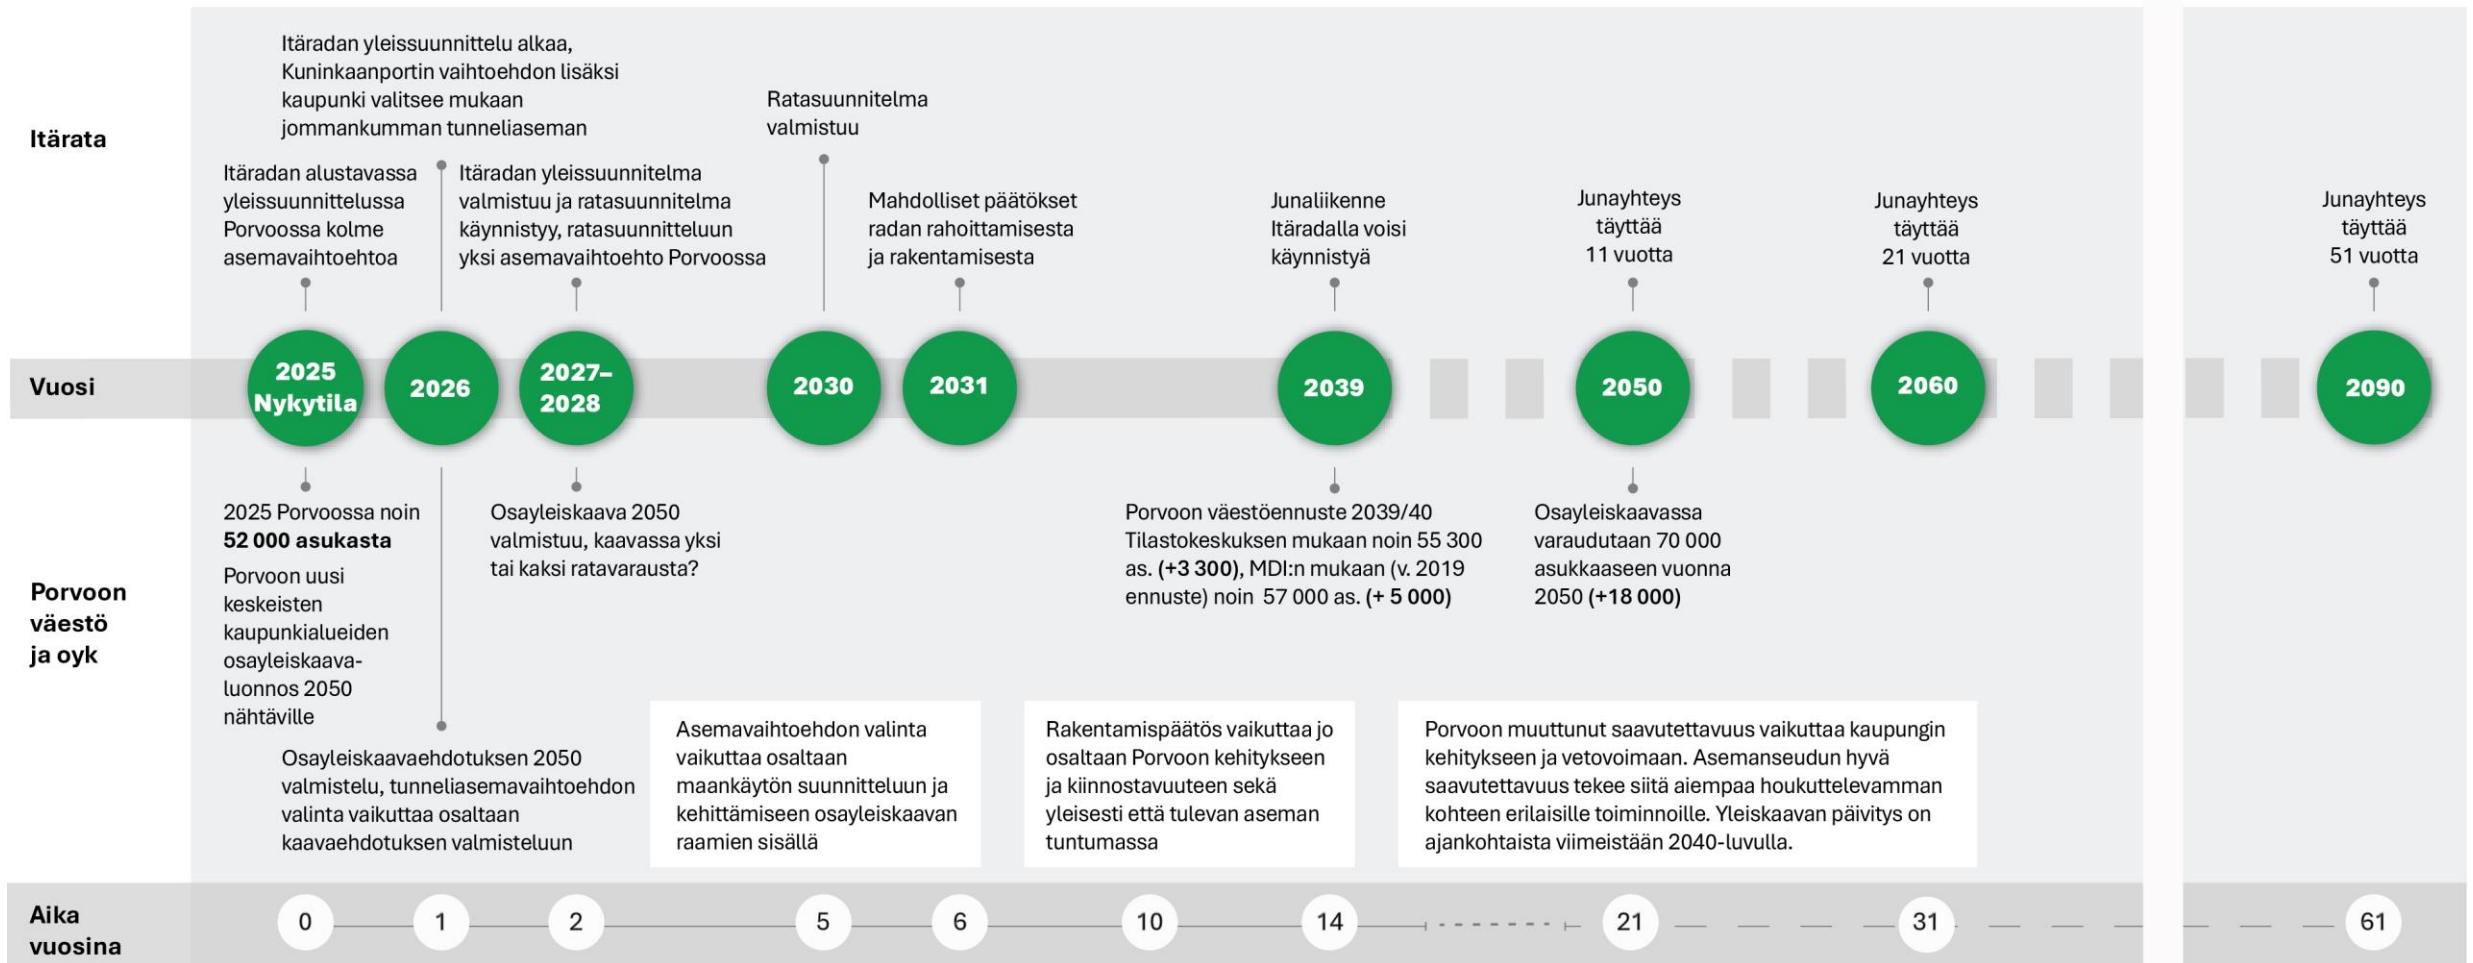 Itärata
Itäradan yleissuunnittelu alkaa,
Kuninkaanportin vaihtoehdon lisäksi
kaupunki valitsee mukaan
jommankumman tunneliaseman
Ratasuunnitelma
valmistuu
Itäradan alustavassa
yleissuunnittelussa
Porvoossa kolme
asemavaihtoehtoa
Itäradan yleissuunnitelma
valmistuu ja ratasuunnitelma
käynnistyy, ratasuunnitteluun
yksi asemavaihtoehto Porvoossa
Mahdolliset päätökset
radan rahoittamisesta
ja rakentamisesta
Junaliikenne
Itäradalla voisi
käynnistyä
Junayhteys
täyttää
11 vuotta
Junayhteys
täyttää
21 vuotta
Junayhteys
täyttää
51 vuotta
Vuosi
2025
Nykytila
2026
2027–
2028
2030
2031
2039
2050
2060
2090
Porvoon
väestö
ja oyk
2025 Porvoossa noin
52 000 asukasta
Porvoon uusi
keskeisten
kaupunkialueiden
osayleiskaava-
luonnos 2050
nähtäville
Osayleiskaava 2050
valmistuu, kaavassa yksi
tai kaksi ratavarausta?
Porvoon väestöennuste 2039/40
Tilastokeskuksen mukaan noin 55 300
as. (+3 300), MDI:n mukaan (v. 2019
ennuste) noin 57 000 as. (+ 5 000)
Osayleiskaavassa
varaudutaan 70 000
asukkaaseen vuonna
2050 (+18 000)
Osayleiskaavaehdotuksen 2050
valmistelu, tunneliasemavaihtoehdon
valinta vaikuttaa osaltaan
kaavaehdotuksen valmisteluun
Asemavaihtoehdon valinta
vaikuttaa osaltaan
maankäytön suunnitteluun ja
kehittämiseen osayleiskaavan
raamien sisällä
Rakentamispäätös vaikuttaa jo
osaltaan Porvoon kehitykseen
ja kiinnostavuuteen sekä
yleisesti että tulevan aseman
tuntumassa
Porvoon muuttunut saavutettavuus vaikuttaa kaupungin
kehitykseen ja vetovoimaan. Asemanseudun hyvä
saavutettavuus tekee siitä aiempaa houkuttelevamman
kohteen erilaisille toiminnoille. Yleiskaavan päivitys on
ajankohtaista viimeistään 2040-luvulla.
Aika
vuosina
0
1
2
5
6
10
14
21
31
61